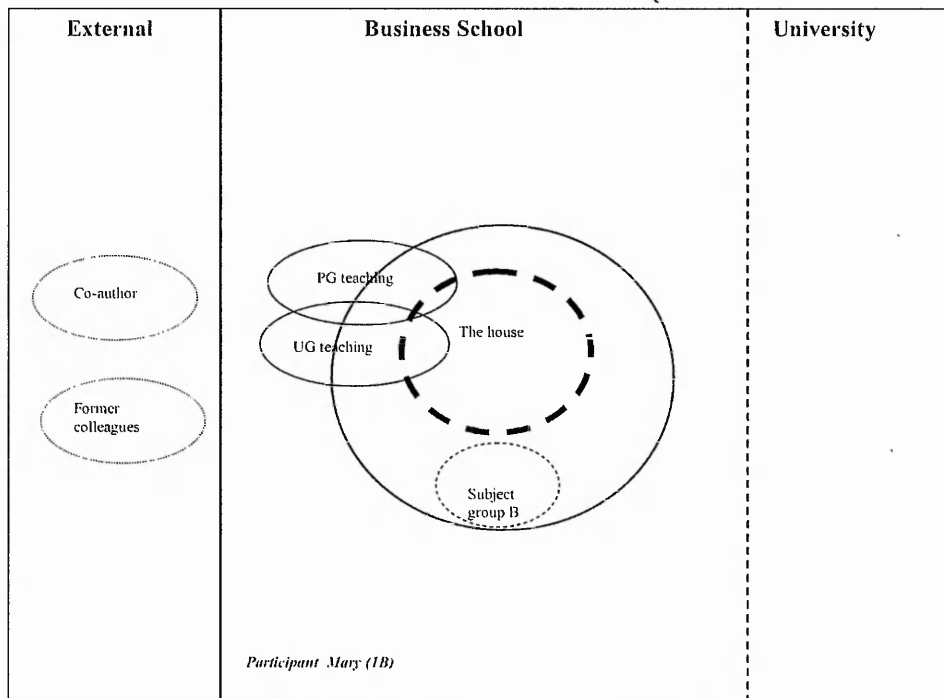 External
Business School
University
PG teaching
Co-author
The house
UG teaching
Former
colleagues
Subject
group B
Participant Mary (1B)